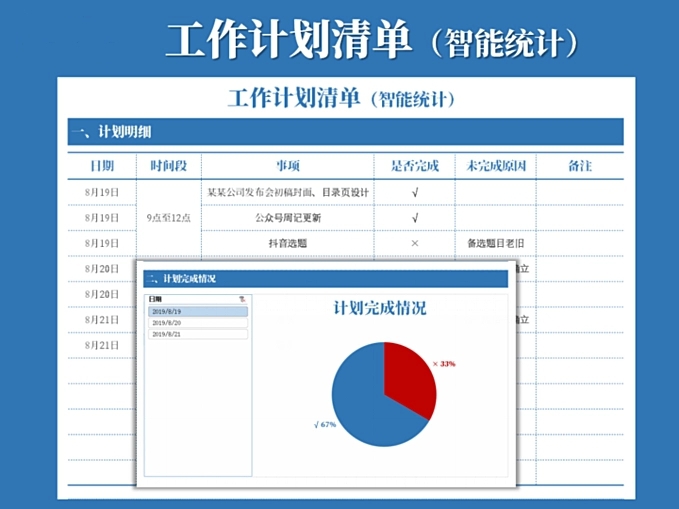 工作计划清单（智能统计）
工作计划清单（智能统计）
一、计划明细
日期 时间段 事项 是否完成 未完成原因 备注
8月19日 某某公司发布会初稿封面、目录页设计 √
8月19日 9点至12点 公众号周记更新 √
8月19日 抖音选题 × 备选题目老旧
8月20日 立
8月20日
8月21日 立
8月21日
二、计划完成情况
日期
2019/8/19
2019/8/20
2019/8/21
计划完成情况
× 33%
√ 67%